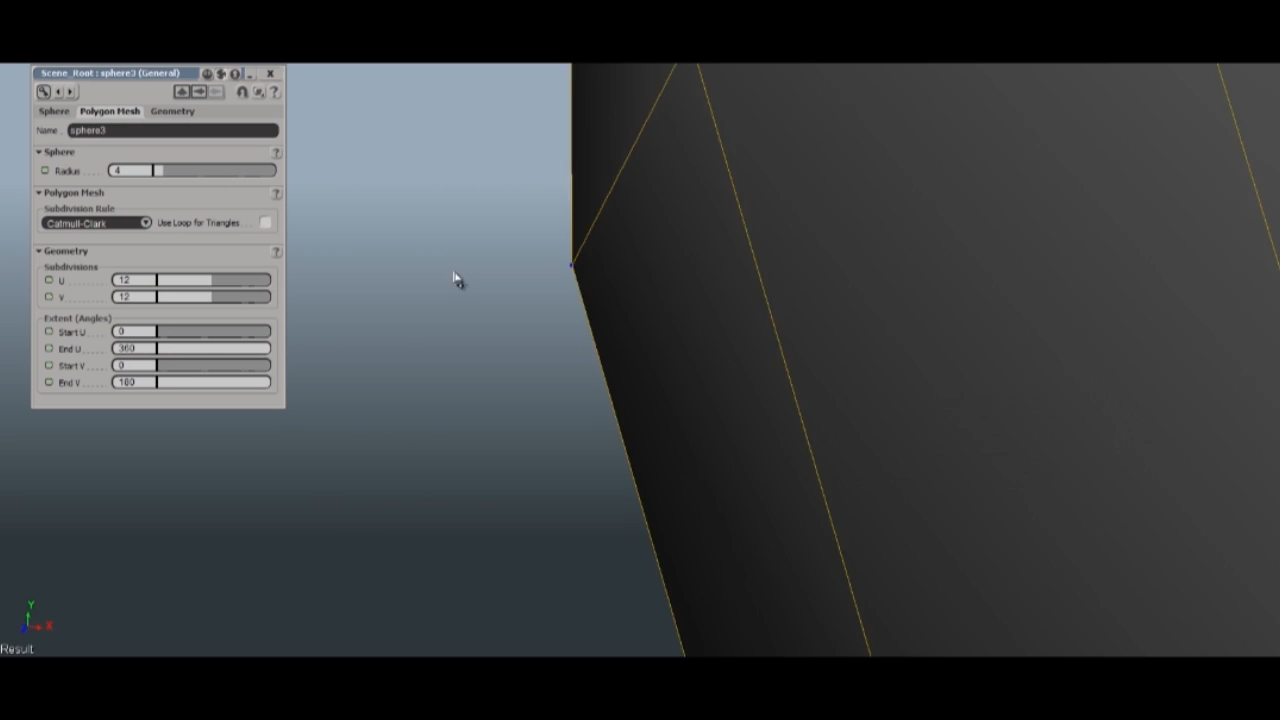 Scene_Root : sphere3 (General)
Sphere Polygon Mesh Geometry
Name sphere3
Sphere
Radius 4
Polygon Mesh
Subdivision Rule
Catmull-Clark Use Loop for Triangles
Geometry
Subdivisions
U 12
V 12
Extent (Angles)
Start U 0
End U 360
Start V 0
End V 180
Y
X
Result